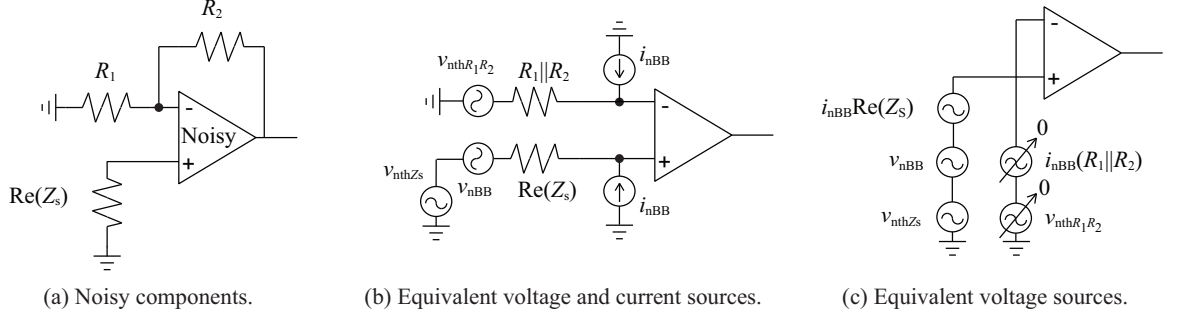 R₂
R₁
-
Noisy
+
Re(Zₛ)
(a) Noisy components.
iₙBB
vₙₜₕR₁R₂
R₁||R₂
-
vₙₜₕZₛ
vₙBB
Re(Zₛ)
+
iₙBB
(b) Equivalent voltage and current sources.
-
+
iₙBBRe(Z_S)
0
vₙBB
iₙBB(R₁||R₂)
0
vₙₜₕZₛ
vₙₜₕR₁R₂
(c) Equivalent voltage sources.